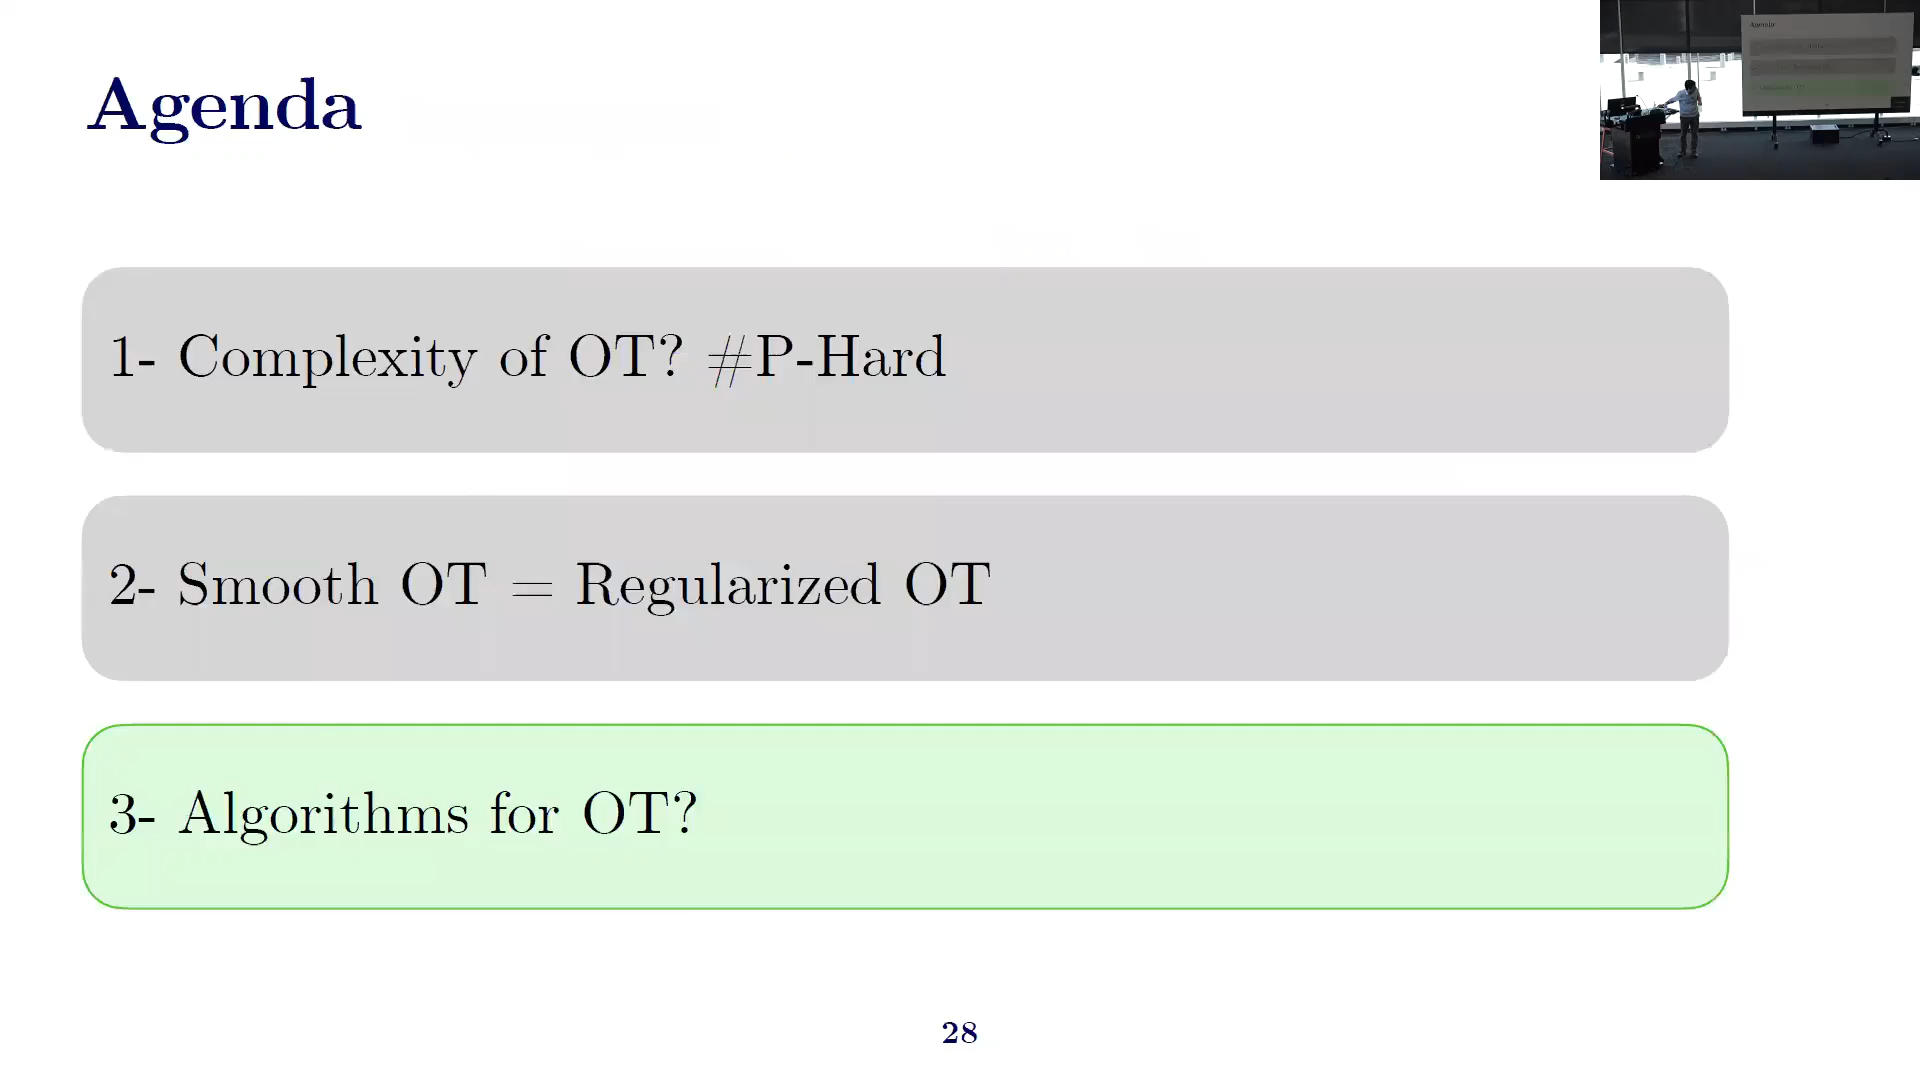 Agenda
1- Complexity of OT? #P-Hard
2- Smooth OT = Regularized OT
3- Algorithms for OT?
28